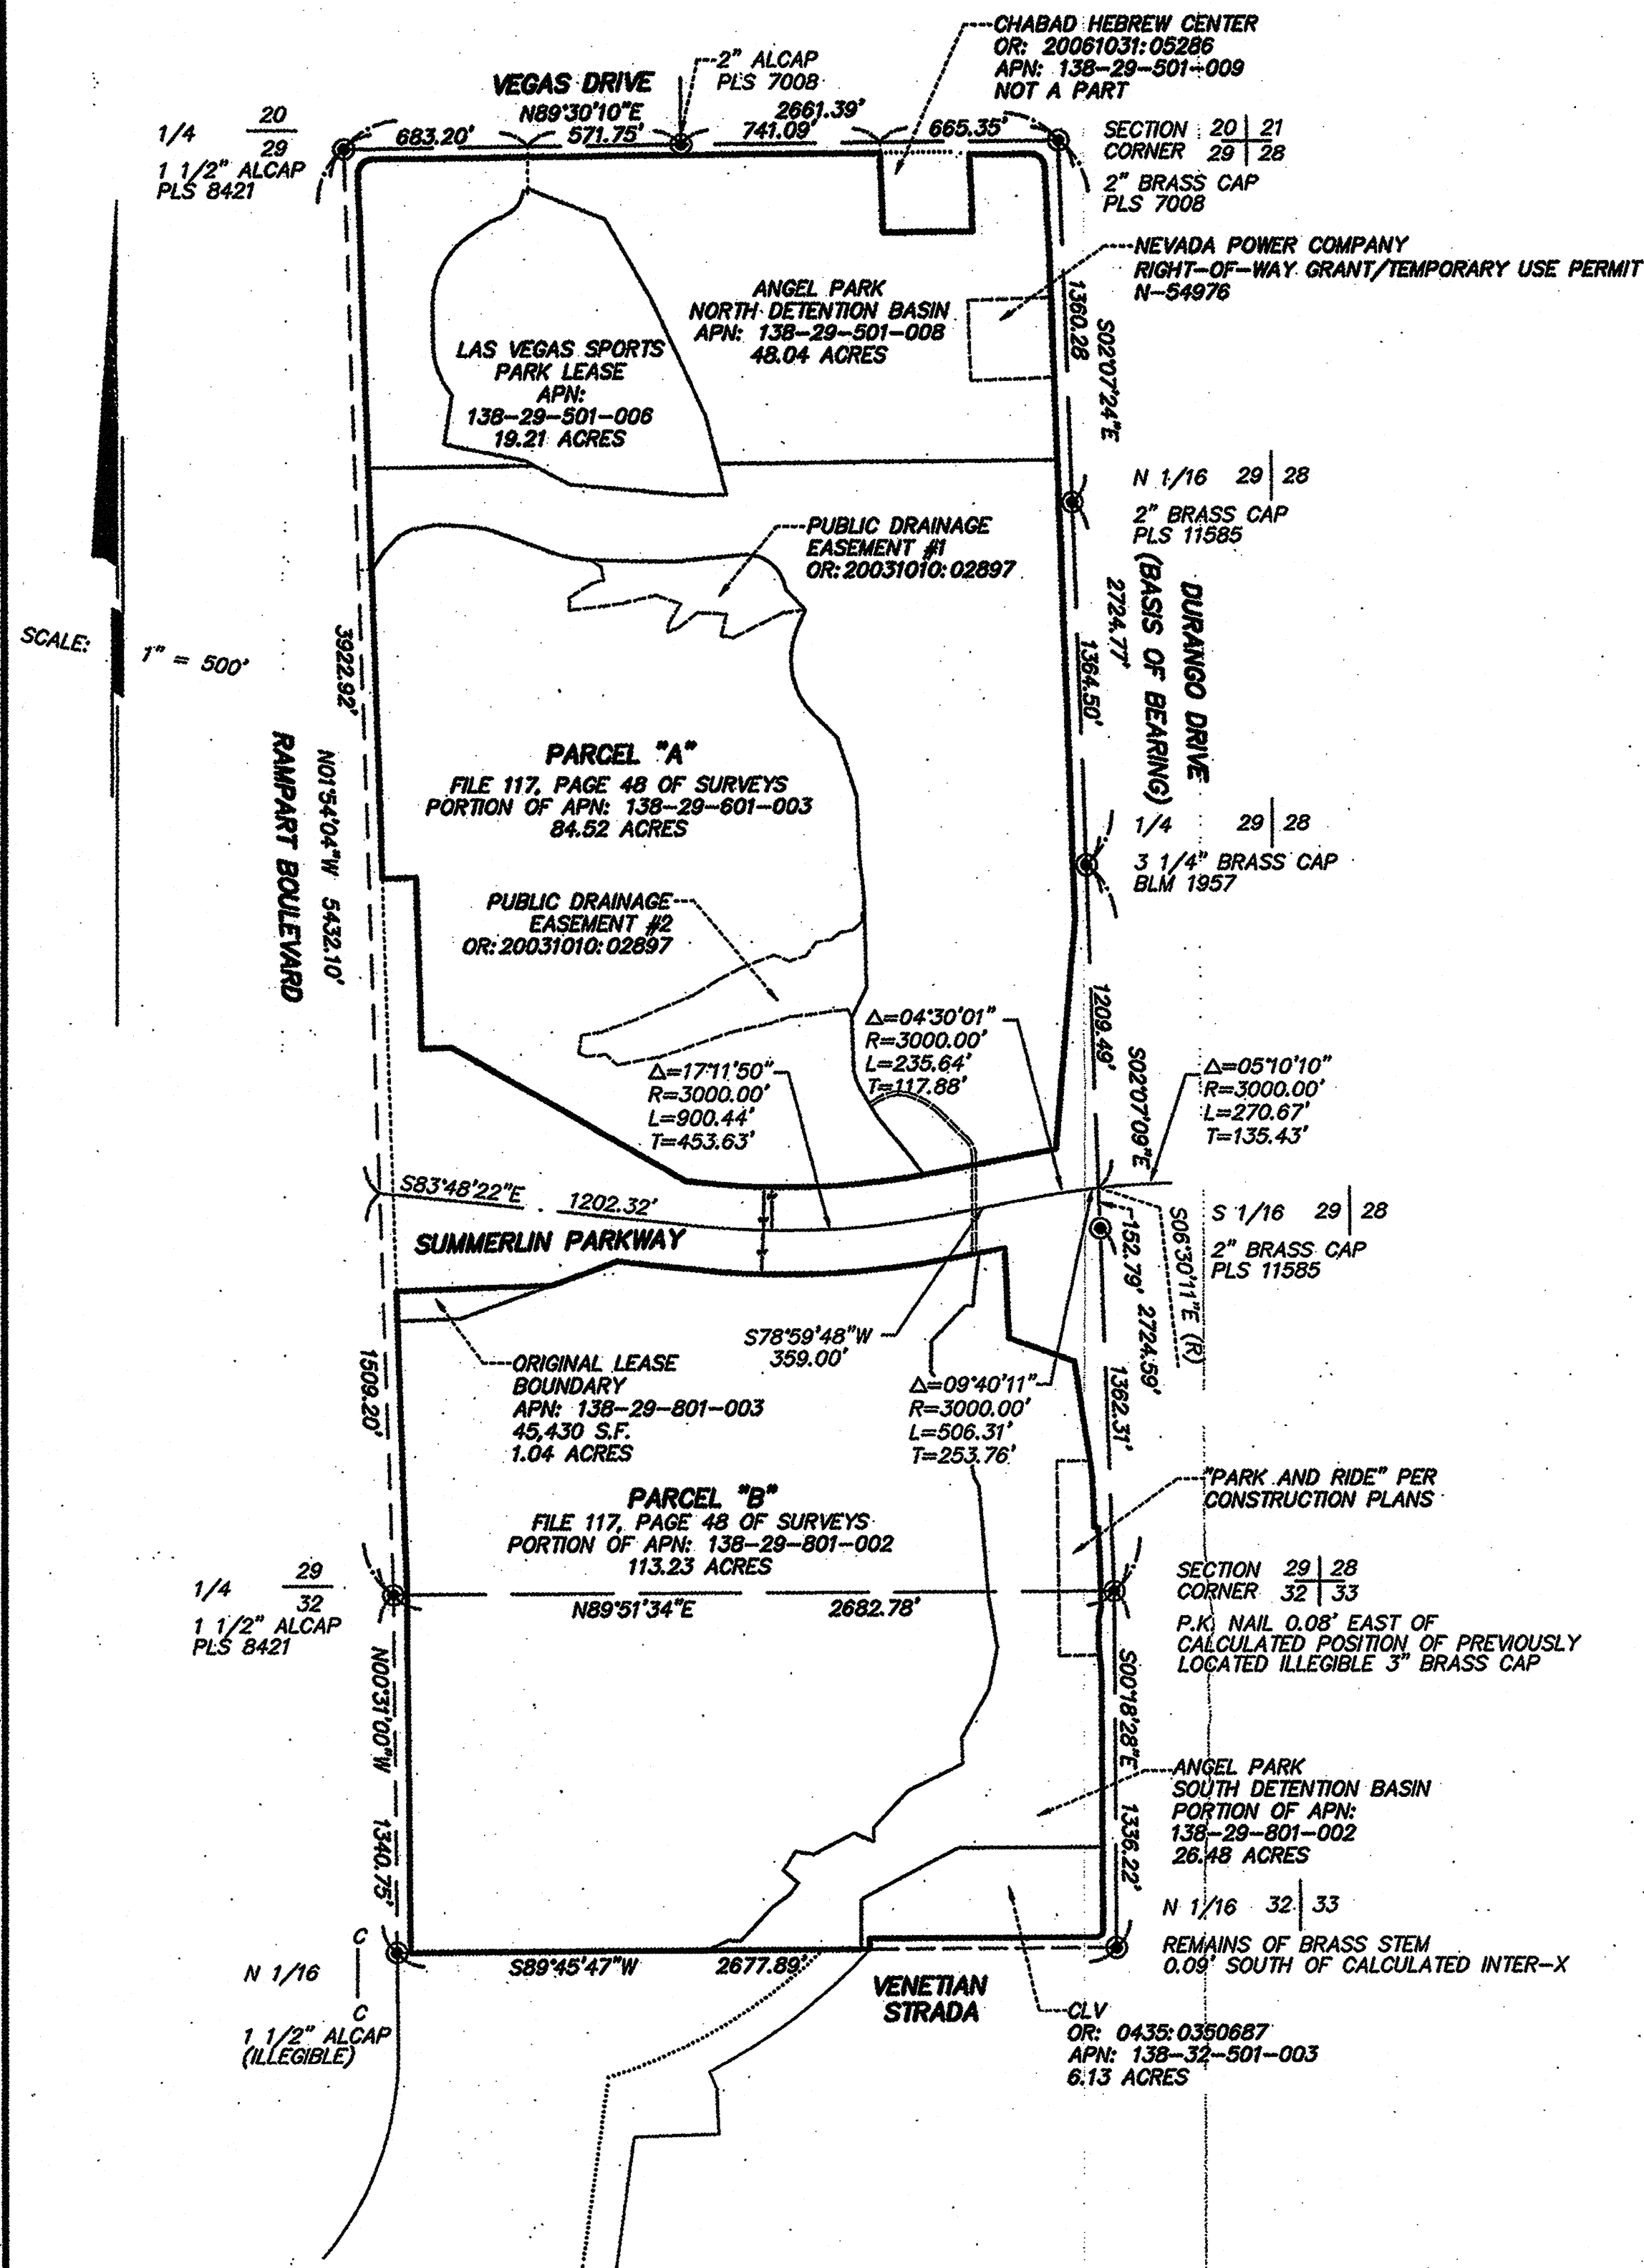 CHABAD HEBREW CENTER
OR: 20061031:05286
APN: 138-29-501-009
NOT A PART
2" ALCAP
PLS 7008
VEGAS DRIVE
N89°30'10"E
2661.39'
683.20'
571.75'
741.09'
665.35'
1/4 20
29
1 1/2" ALCAP
PLS 8421
SECTION 20 | 21
CORNER 29 | 28
2" BRASS CAP
PLS 7008
NEVADA POWER COMPANY
RIGHT-OF-WAY GRANT/TEMPORARY USE PERMIT
N-54976
ANGEL PARK
NORTH DETENTION BASIN
APN: 138-29-501-008
48.04 ACRES
LAS VEGAS SPORTS
PARK LEASE
APN:
138-29-501-006
19.21 ACRES
1360.28
S02°07'24"E
N 1/16 29 | 28
2" BRASS CAP
PLS 11585
PUBLIC DRAINAGE
EASEMENT #1
OR:20031010:02897
DURANGO DRIVE
(BASIS OF BEARING)
2724.77'
1364.50'
SCALE: 1" = 500'
3922.92'
N01°54'04"W 5432.10'
RAMPART BOULEVARD
PARCEL "A"
FILE 117, PAGE 48 OF SURVEYS
PORTION OF APN: 138-29-601-003
84.52 ACRES
1/4 29 | 28
3 1/4" BRASS CAP
BLM 1957
PUBLIC DRAINAGE
EASEMENT #2
OR:20031010:02897
Δ=04°30'01"
R=3000.00'
L=235.64'
T=117.88'
Δ=17°11'50"
R=3000.00'
L=900.44'
T=453.63'
1209.49'
S02°07'09"E
Δ=05°10'10"
R=3000.00'
L=270.67'
T=135.43'
S83°48'22"E 1202.32'
SUMMERLIN PARKWAY
S 1/16 29 | 28
2" BRASS CAP
PLS 11585
S06°30'11"E (R)
152.79'
2724.59'
1362.31'
S78°59'48"W
359.00'
ORIGINAL LEASE
BOUNDARY
APN: 138-29-801-003
45,430 S.F.
1.04 ACRES
1509.20'
Δ=09°40'11"
R=3000.00'
L=506.31'
T=253.76'
"PARK AND RIDE" PER
CONSTRUCTION PLANS
PARCEL "B"
FILE 117, PAGE 48 OF SURVEYS
PORTION OF APN: 138-29-801-002
113.23 ACRES
1/4 29
32
1 1/2" ALCAP
PLS 8421
N89°51'34"E 2682.78'
SECTION 29 | 28
CORNER 32 | 33
P.K. NAIL 0.08' EAST OF
CALCULATED POSITION OF PREVIOUSLY
LOCATED ILLEGIBLE 3" BRASS CAP
N00°31'00"W 1340.75'
S00°18'28"E 1336.22'
ANGEL PARK
SOUTH DETENTION BASIN
PORTION OF APN:
138-29-801-002
26.48 ACRES
N 1/16 32 | 33
REMAINS OF BRASS STEM
0.09' SOUTH OF CALCULATED INTER-X
C
N 1/16
C
1 1/2" ALCAP
(ILLEGIBLE)
S89°45'47"W 2677.89'
VENETIAN
STRADA
CLV
OR: 0435:0350687
APN: 138-32-501-003
6.13 ACRES